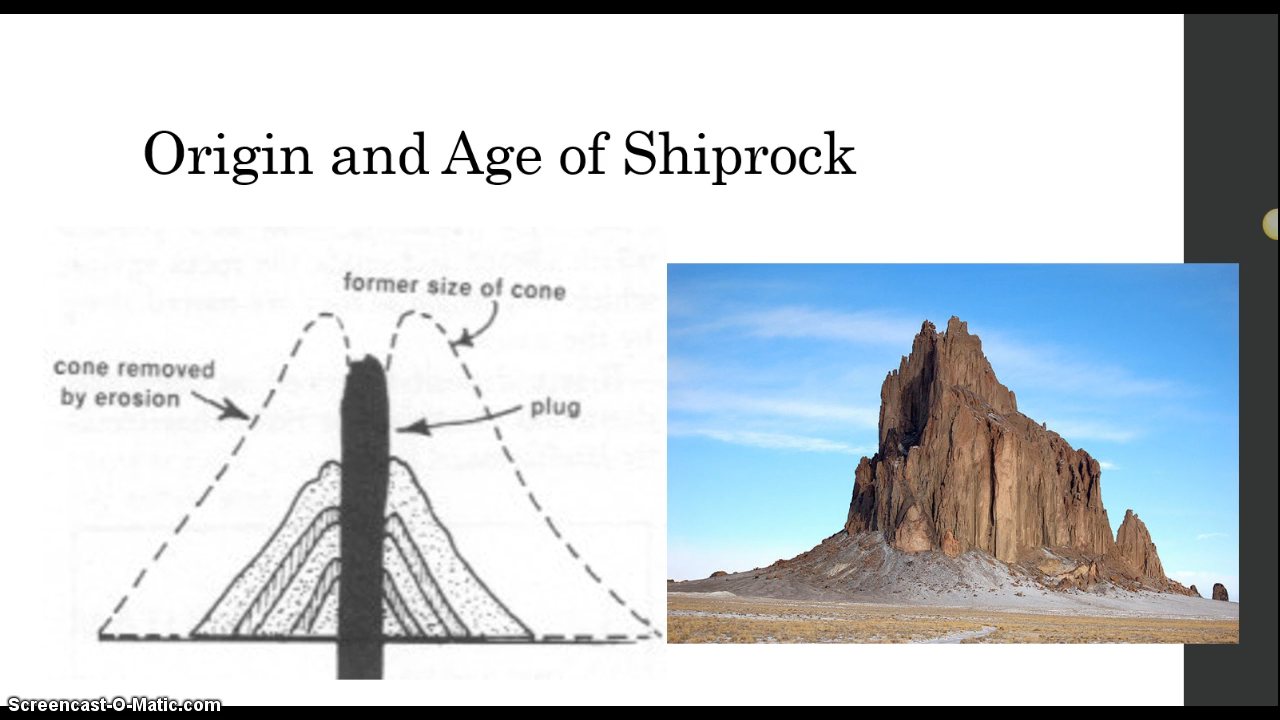 Origin and Age of Shiprock
former size of cone
cone removed
by erosion
plug
Screencast-O-Matic.com